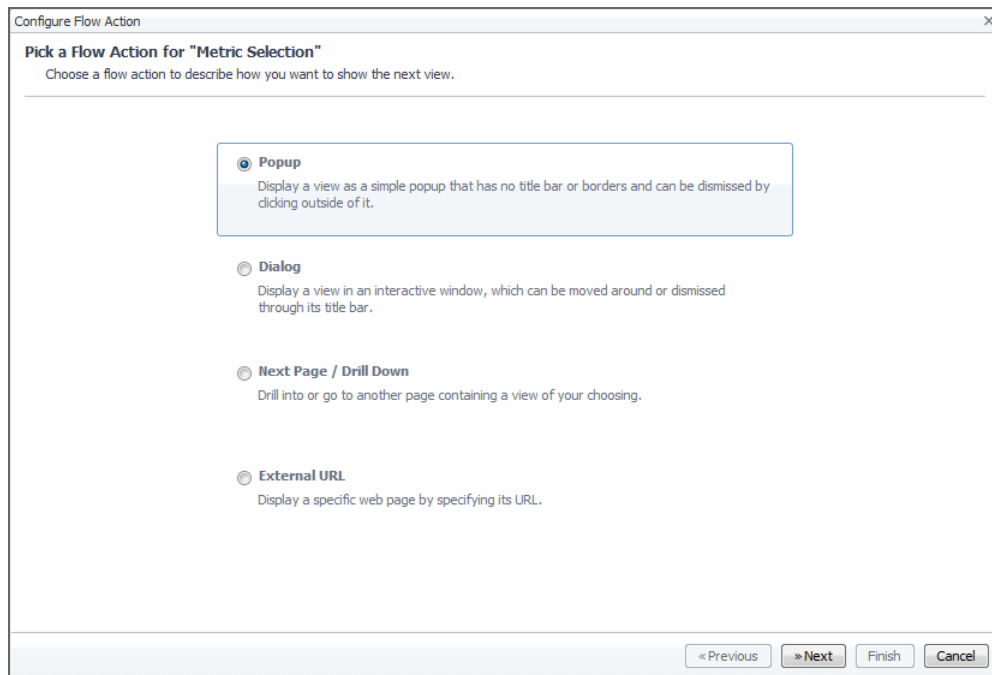 Configure Flow Action
Pick a Flow Action for "Metric Selection"
Choose a flow action to describe how you want to show the next view.
Popup
Display a view as a simple popup that has no title bar or borders and can be dismissed by
clicking outside of it.
Dialog
Display a view in an interactive window, which can be moved around or dismissed
through its title bar.
Next Page / Drill Down
Drill into or go to another page containing a view of your choosing.
External URL
Display a specific web page by specifying its URL.
«Previous »Next Finish Cancel